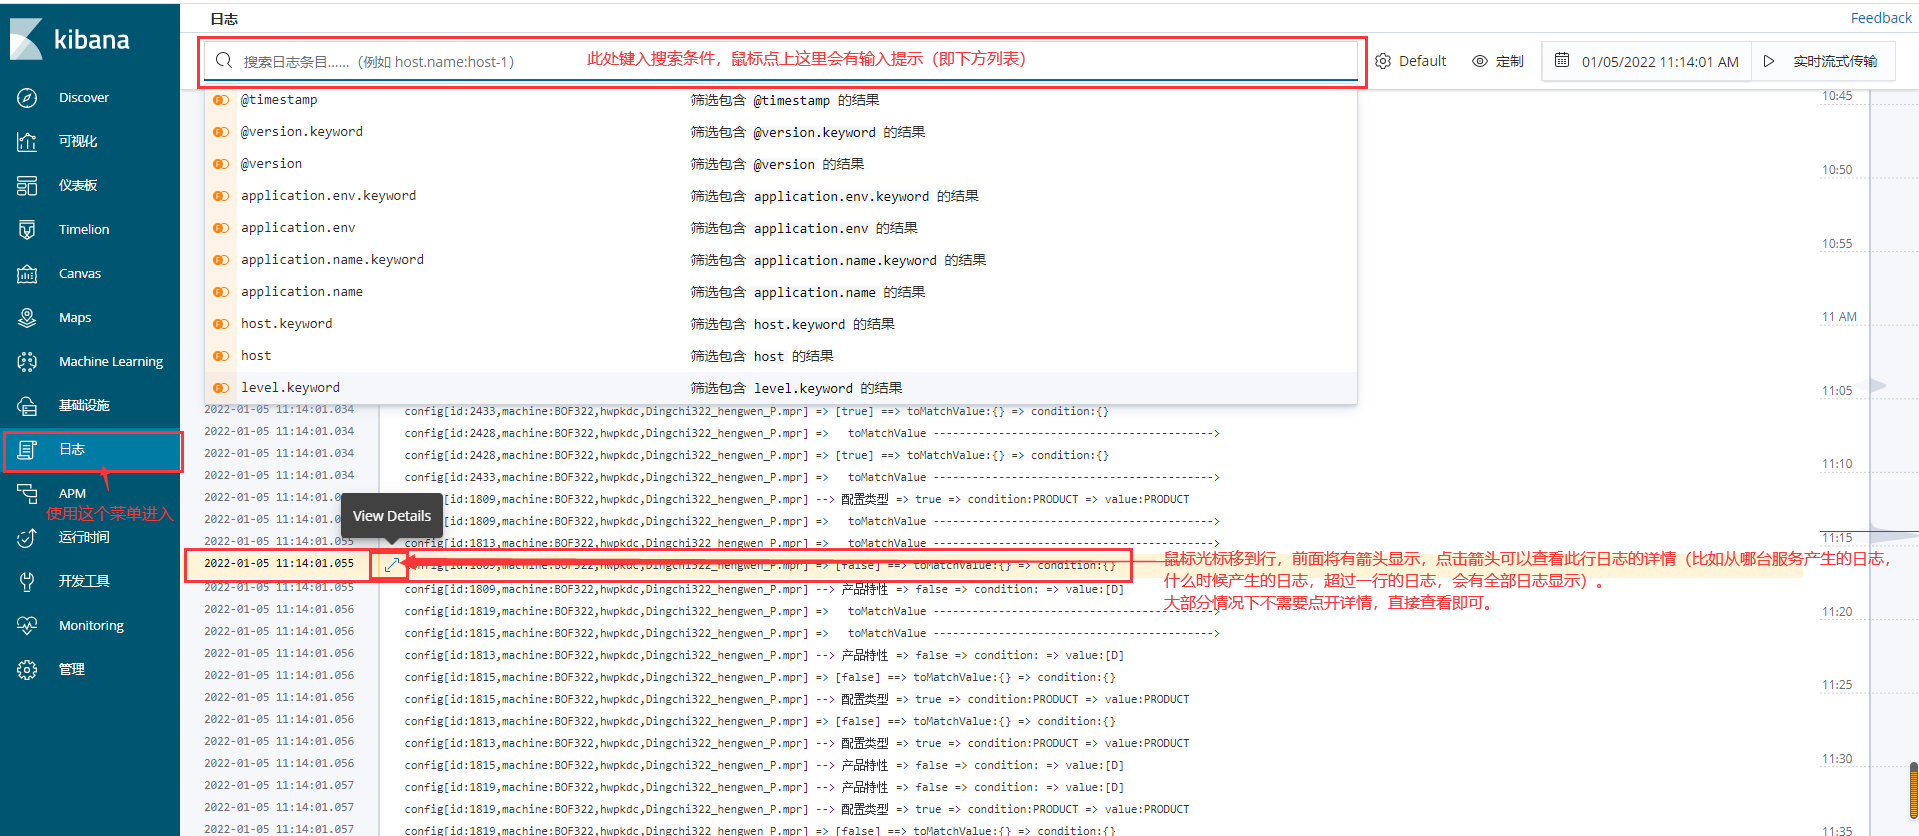 日志
Feedback
kibana
搜索日志条目......（例如 host.name:host-1）
此处键入搜索条件，鼠标点上这里会有输入提示（即下方列表）
Default
定制
01/05/2022 11:14:01 AM
实时流式传输
Discover
可视化
仪表板
Timelion
Canvas
Maps
Machine Learning
基础设施
日志
APM
使用这个菜单进入
运行时间
开发工具
Monitoring
管理
@timestamp 筛选包含 @timestamp 的结果
@version.keyword 筛选包含 @version.keyword 的结果
@version 筛选包含 @version 的结果
application.env.keyword 筛选包含 application.env.keyword 的结果
application.env 筛选包含 application.env 的结果
application.name.keyword 筛选包含 application.name.keyword 的结果
application.name 筛选包含 application.name 的结果
host.keyword 筛选包含 host.keyword 的结果
host 筛选包含 host 的结果
level.keyword 筛选包含 level.keyword 的结果
2022-01-05 11:14:01.034 config[id:2433,machine:BOF322,hwpkdc,Dingchi322_hengwen_P.mpr] => [true] ==> toMatchValue:{} => condition:{}
2022-01-05 11:14:01.034 config[id:2428,machine:BOF322,hwpkdc,Dingchi322_hengwen_P.mpr] => toMatchValue ------------------------------------------->
2022-01-05 11:14:01.034 config[id:2428,machine:BOF322,hwpkdc,Dingchi322_hengwen_P.mpr] => [true] ==> toMatchValue:{} => condition:{}
2022-01-05 11:14:01.034 config[id:2433,machine:BOF322,hwpkdc,Dingchi322_hengwen_P.mpr] => toMatchValue ------------------------------------------->
2022-01-05 11:14:01.0 [id:1809,machine:BOF322,hwpkdc,Dingchi322_hengwen_P.mpr] --> 配置类型 => true => condition:PRODUCT => value:PRODUCT
View Details
2022-01-05 11:14:01.0 [id:1809,machine:BOF322,hwpkdc,Dingchi322_hengwen_P.mpr] => toMatchValue ------------------------------------------->
2022-01-05 11:14:01.055 config[id:1813,machine:BOF322,hwpkdc,Dingchi322_hengwen_P.mpr] => toMatchValue ------------------------------------------->
2022-01-05 11:14:01.055 config[id:1809,machine:BOF322,hwpkdc,Dingchi322_hengwen_P.mpr] => [false] ==> toMatchValue:{} => condition:{}
鼠标光标移到行，前面将有箭头显示，点击箭头可以查看此行日志的详情（比如从哪台服务产生的日志，
什么时候产生的日志，超过一行的日志，会有全部日志显示）。
大部分情况下不需要点开详情，直接查看即可。
2022-01-05 11:14:01.055 config[id:1809,machine:BOF322,hwpkdc,Dingchi322_hengwen_P.mpr] --> 产品特性 => false => condition: => value:[D]
2022-01-05 11:14:01.056 config[id:1819,machine:BOF322,hwpkdc,Dingchi322_hengwen_P.mpr] => toMatchValue ------------------------------------------->
2022-01-05 11:14:01.056 config[id:1815,machine:BOF322,hwpkdc,Dingchi322_hengwen_P.mpr] => toMatchValue ------------------------------------------->
2022-01-05 11:14:01.056 config[id:1813,machine:BOF322,hwpkdc,Dingchi322_hengwen_P.mpr] --> 产品特性 => false => condition: => value:[D]
2022-01-05 11:14:01.056 config[id:1815,machine:BOF322,hwpkdc,Dingchi322_hengwen_P.mpr] => [false] ==> toMatchValue:{} => condition:{}
2022-01-05 11:14:01.056 config[id:1815,machine:BOF322,hwpkdc,Dingchi322_hengwen_P.mpr] --> 配置类型 => true => condition:PRODUCT => value:PRODUCT
2022-01-05 11:14:01.056 config[id:1813,machine:BOF322,hwpkdc,Dingchi322_hengwen_P.mpr] => [false] ==> toMatchValue:{} => condition:{}
2022-01-05 11:14:01.056 config[id:1813,machine:BOF322,hwpkdc,Dingchi322_hengwen_P.mpr] --> 配置类型 => true => condition:PRODUCT => value:PRODUCT
2022-01-05 11:14:01.056 config[id:1815,machine:BOF322,hwpkdc,Dingchi322_hengwen_P.mpr] --> 产品特性 => false => condition: => value:[D]
2022-01-05 11:14:01.057 config[id:1819,machine:BOF322,hwpkdc,Dingchi322_hengwen_P.mpr] --> 产品特性 => false => condition: => value:[D]
2022-01-05 11:14:01.057 config[id:1819,machine:BOF322,hwpkdc,Dingchi322_hengwen_P.mpr] --> 配置类型 => true => condition:PRODUCT => value:PRODUCT
2022-01-05 11:14:01.057 config[id:1819,machine:BOF322,hwpkdc,Dingchi322_hengwen_P.mpr] => [false] ==> toMatchValue:{} => condition:{}
10:45
10:50
10:55
11 AM
11:05
11:10
11:15
11:20
11:25
11:30
11:35